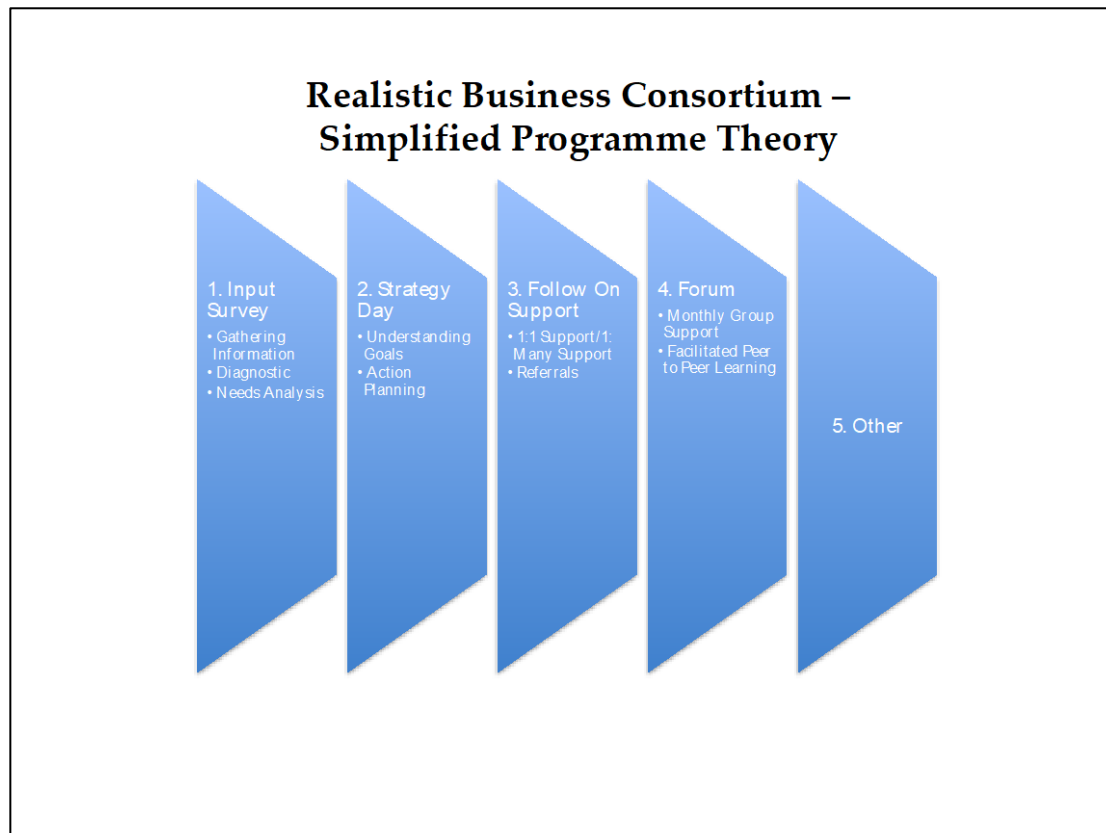 Realistic Business Consortium –
Simplified Programme Theory
1. Input
Survey
• Gathering
Information
• Diagnostic
• Needs Analysis
2. Strategy
Day
• Understanding
Goals
• Action
Planning
3. Follow On
Support
• 1:1 Support/1:
Many Support
• Referrals
4. Forum
• Monthly Group
Support
• Facilitated Peer
to Peer Learning
5. Other